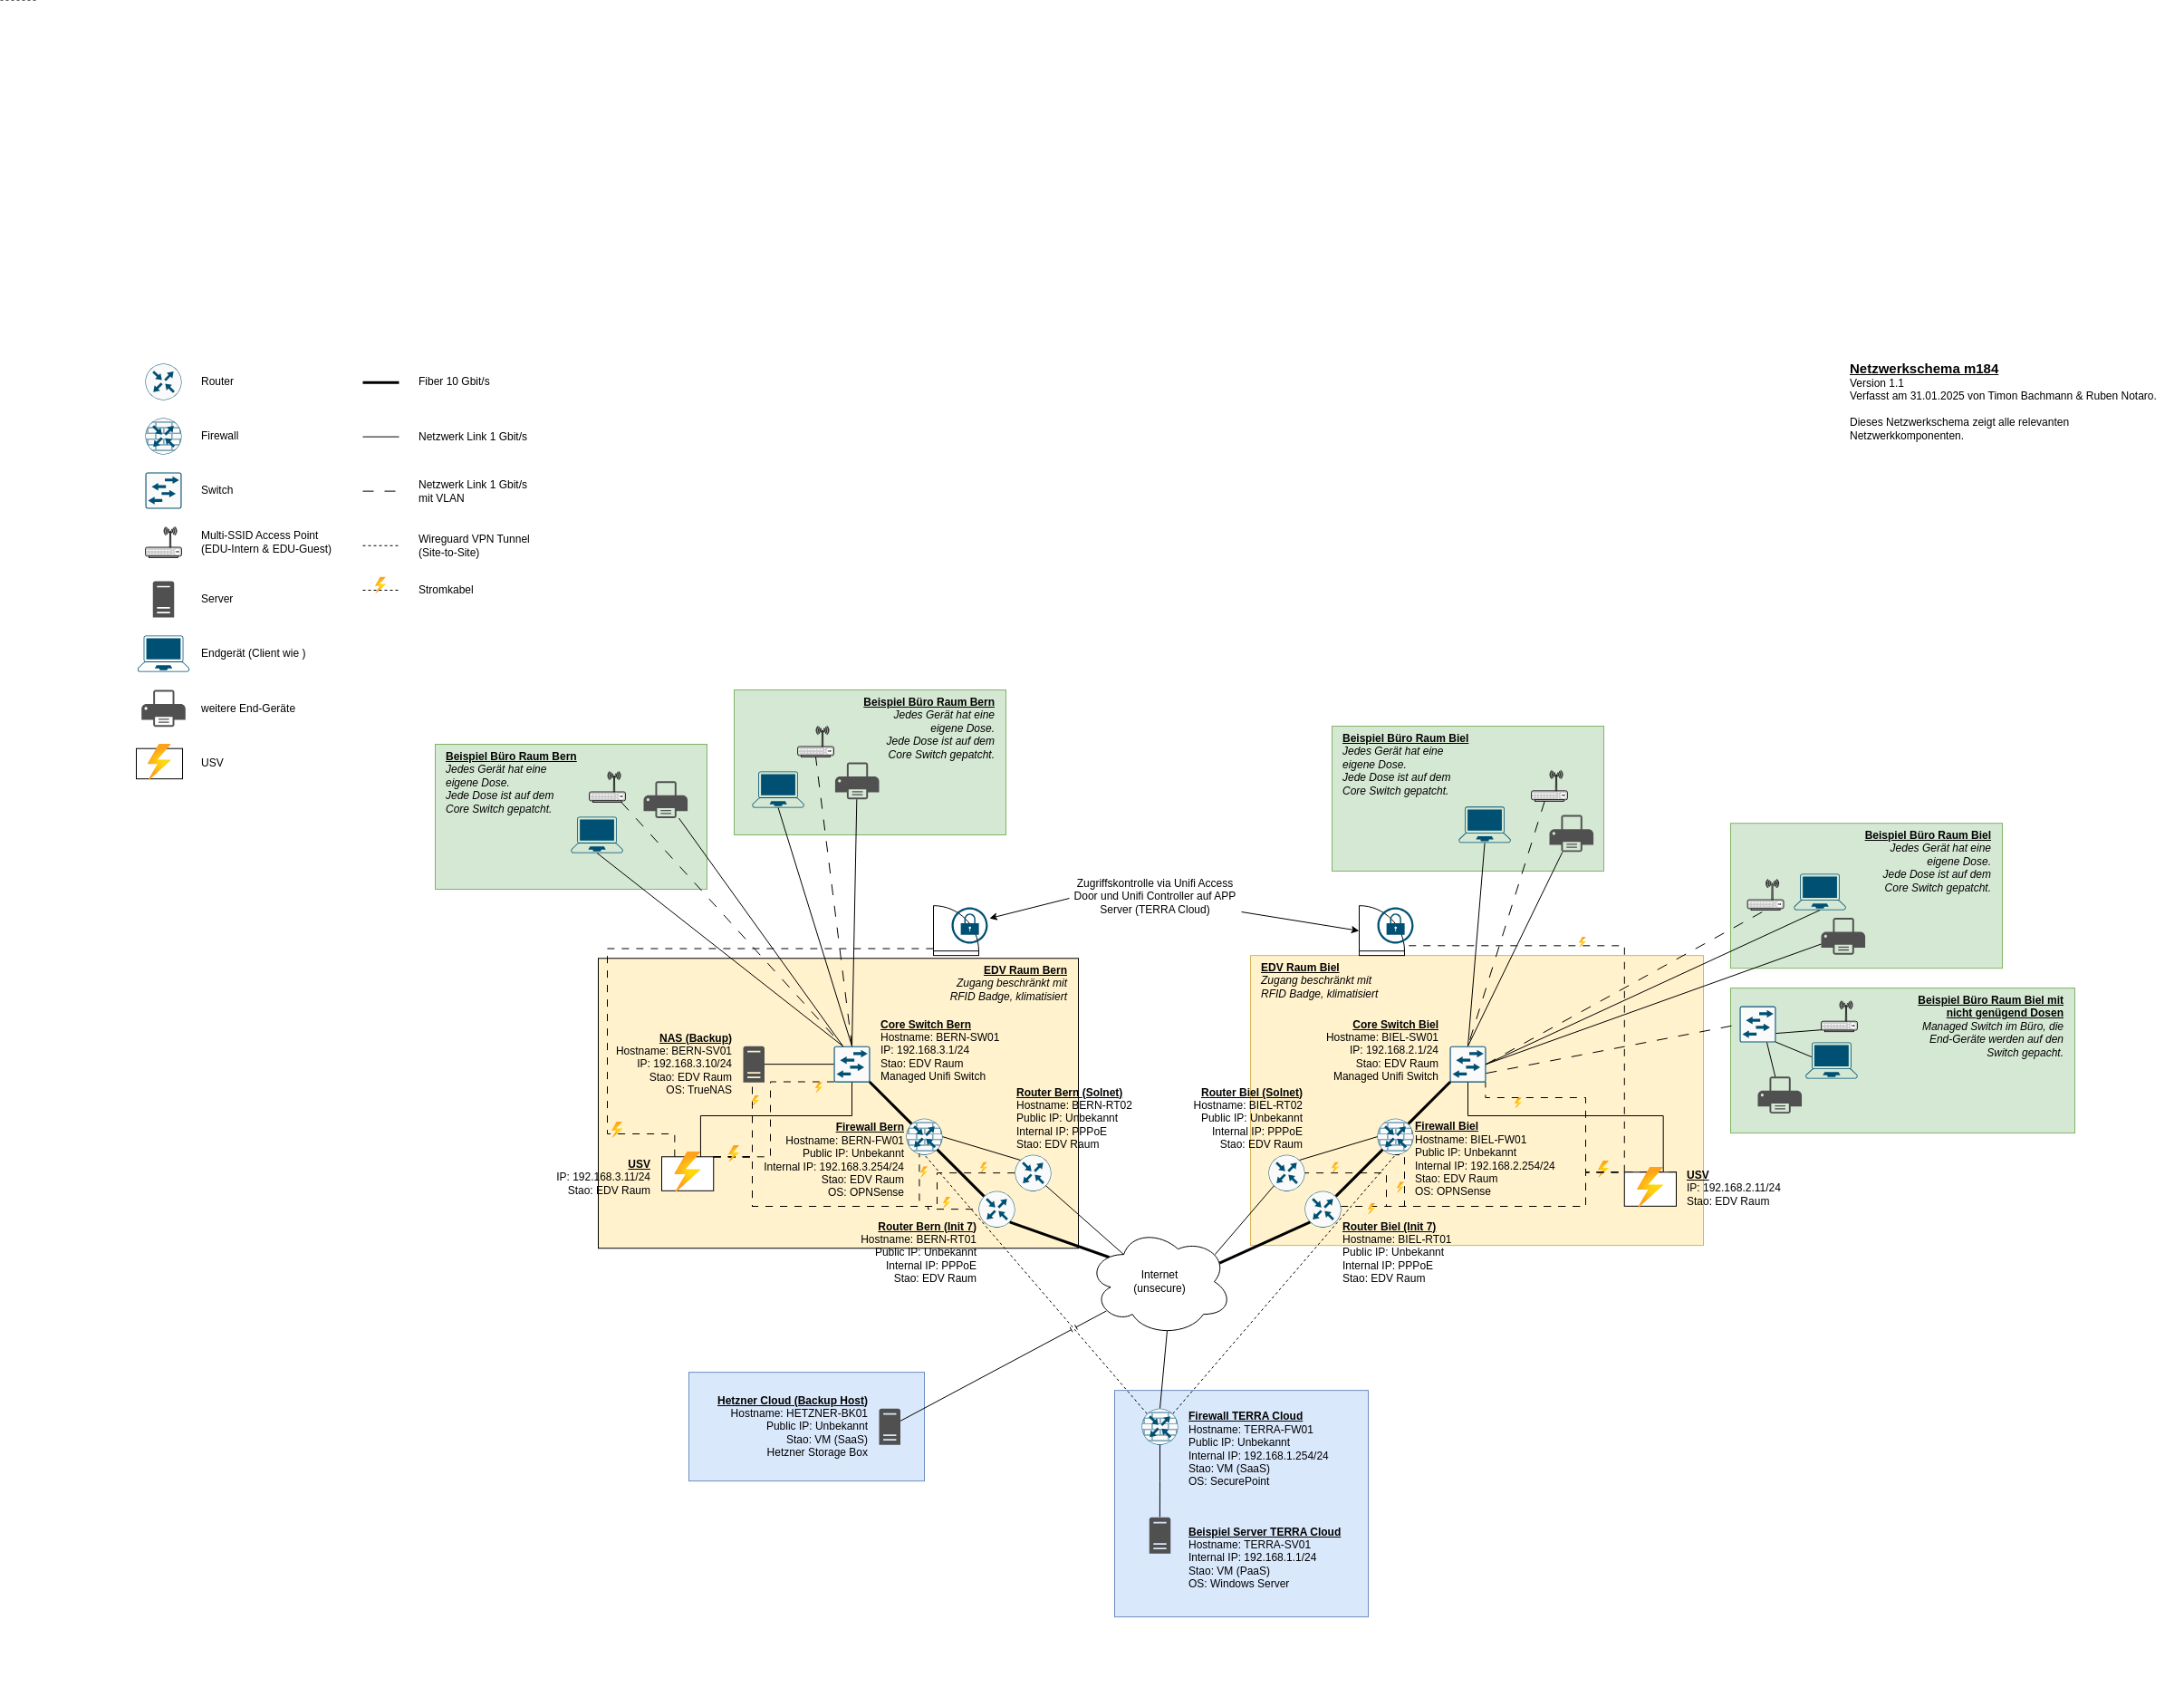 Netzwerkschema m184
Version 1.1
Verfasst am 31.01.2025 von Timon Bachmann & Ruben Notaro.
Dieses Netzwerkschema zeigt alle relevanten
Netzwerkkomponenten.
Router
Firewall
Switch
Multi-SSID Access Point
(EDU-Intern & EDU-Guest)
Server
Endgerät (Client wie )
weitere End-Geräte
USV
Fiber 10 Gbit/s
Netzwerk Link 1 Gbit/s
Netzwerk Link 1 Gbit/s
mit VLAN
Wireguard VPN Tunnel
(Site-to-Site)
Stromkabel
Beispiel Büro Raum Bern
Jedes Gerät hat eine
eigene Dose.
Jede Dose ist auf dem
Core Switch gepatcht.
Beispiel Büro Raum Bern
Jedes Gerät hat eine
eigene Dose.
Jede Dose ist auf dem
Core Switch gepatcht.
Beispiel Büro Raum Biel
Jedes Gerät hat eine
eigene Dose.
Jede Dose ist auf dem
Core Switch gepatcht.
Beispiel Büro Raum Biel
Jedes Gerät hat eine
eigene Dose.
Jede Dose ist auf dem
Core Switch gepatcht.
Beispiel Büro Raum Biel mit
nicht genügend Dosen
Managed Switch im Büro, die
End-Geräte werden auf den
Switch gepacht.
Zugriffskontrolle via Unifi Access
Door und Unifi Controller auf APP
Server (TERRA Cloud)
EDV Raum Bern
Zugang beschränkt mit
RFID Badge, klimatisiert
Core Switch Bern
Hostname: BERN-SW01
IP: 192.168.3.1/24
Stao: EDV Raum
Managed Unifi Switch
NAS (Backup)
Hostname: BERN-SV01
IP: 192.168.3.10/24
Stao: EDV Raum
OS: TrueNAS
Router Bern (Solnet)
Hostname: BERN-RT02
Public IP: Unbekannt
Internal IP: PPPoE
Stao: EDV Raum
Firewall Bern
Hostname: BERN-FW01
Public IP: Unbekannt
Internal IP: 192.168.3.254/24
Stao: EDV Raum
OS: OPNSense
USV
IP: 192.168.3.11/24
Stao: EDV Raum
Router Bern (Init 7)
Hostname: BERN-RT01
Public IP: Unbekannt
Internal IP: PPPoE
Stao: EDV Raum
EDV Raum Biel
Zugang beschränkt mit
RFID Badge, klimatisiert
Core Switch Biel
Hostname: BIEL-SW01
IP: 192.168.2.1/24
Stao: EDV Raum
Managed Unifi Switch
Router Biel (Solnet)
Hostname: BIEL-RT02
Public IP: Unbekannt
Internal IP: PPPoE
Stao: EDV Raum
Firewall Biel
Hostname: BIEL-FW01
Public IP: Unbekannt
Internal IP: 192.168.2.254/24
Stao: EDV Raum
OS: OPNSense
USV
IP: 192.168.2.11/24
Stao: EDV Raum
Router Biel (Init 7)
Hostname: BIEL-RT01
Public IP: Unbekannt
Internal IP: PPPoE
Stao: EDV Raum
Internet
(unsecure)
Hetzner Cloud (Backup Host)
Hostname: HETZNER-BK01
Public IP: Unbekannt
Stao: VM (SaaS)
Hetzner Storage Box
Firewall TERRA Cloud
Hostname: TERRA-FW01
Public IP: Unbekannt
Internal IP: 192.168.1.254/24
Stao: VM (SaaS)
OS: SecurePoint
Beispiel Server TERRA Cloud
Hostname: TERRA-SV01
Internal IP: 192.168.1.1/24
Stao: VM (PaaS)
OS: Windows Server